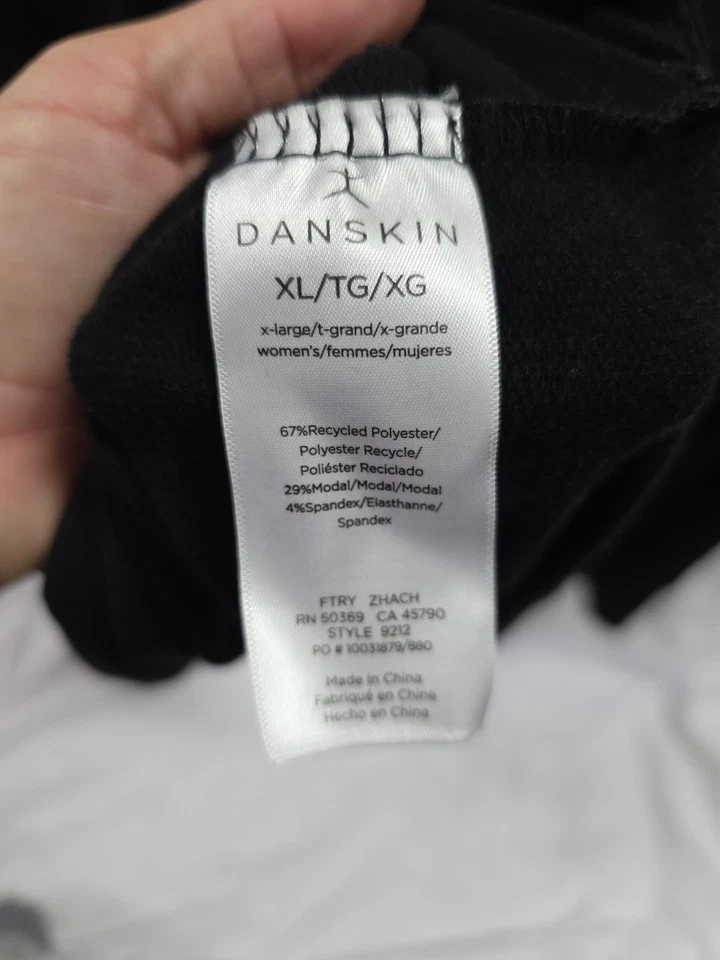 DANSKIN
XL/TG/XG
x-large/t-grand/x-grande
women's/femmes/mujeres
67%Recycled Polyester/
Polyester Recycle/
Poliéster Reciclado
29%Modal/Modal/Modal
4%Spandex/Elasthanne/
Spandex
FTRY ZHACH
RN 50369 CA 45790
STYLE 9212
PO # 10031879/880
Made in China
Fabriqué en Chine
Hecho en China